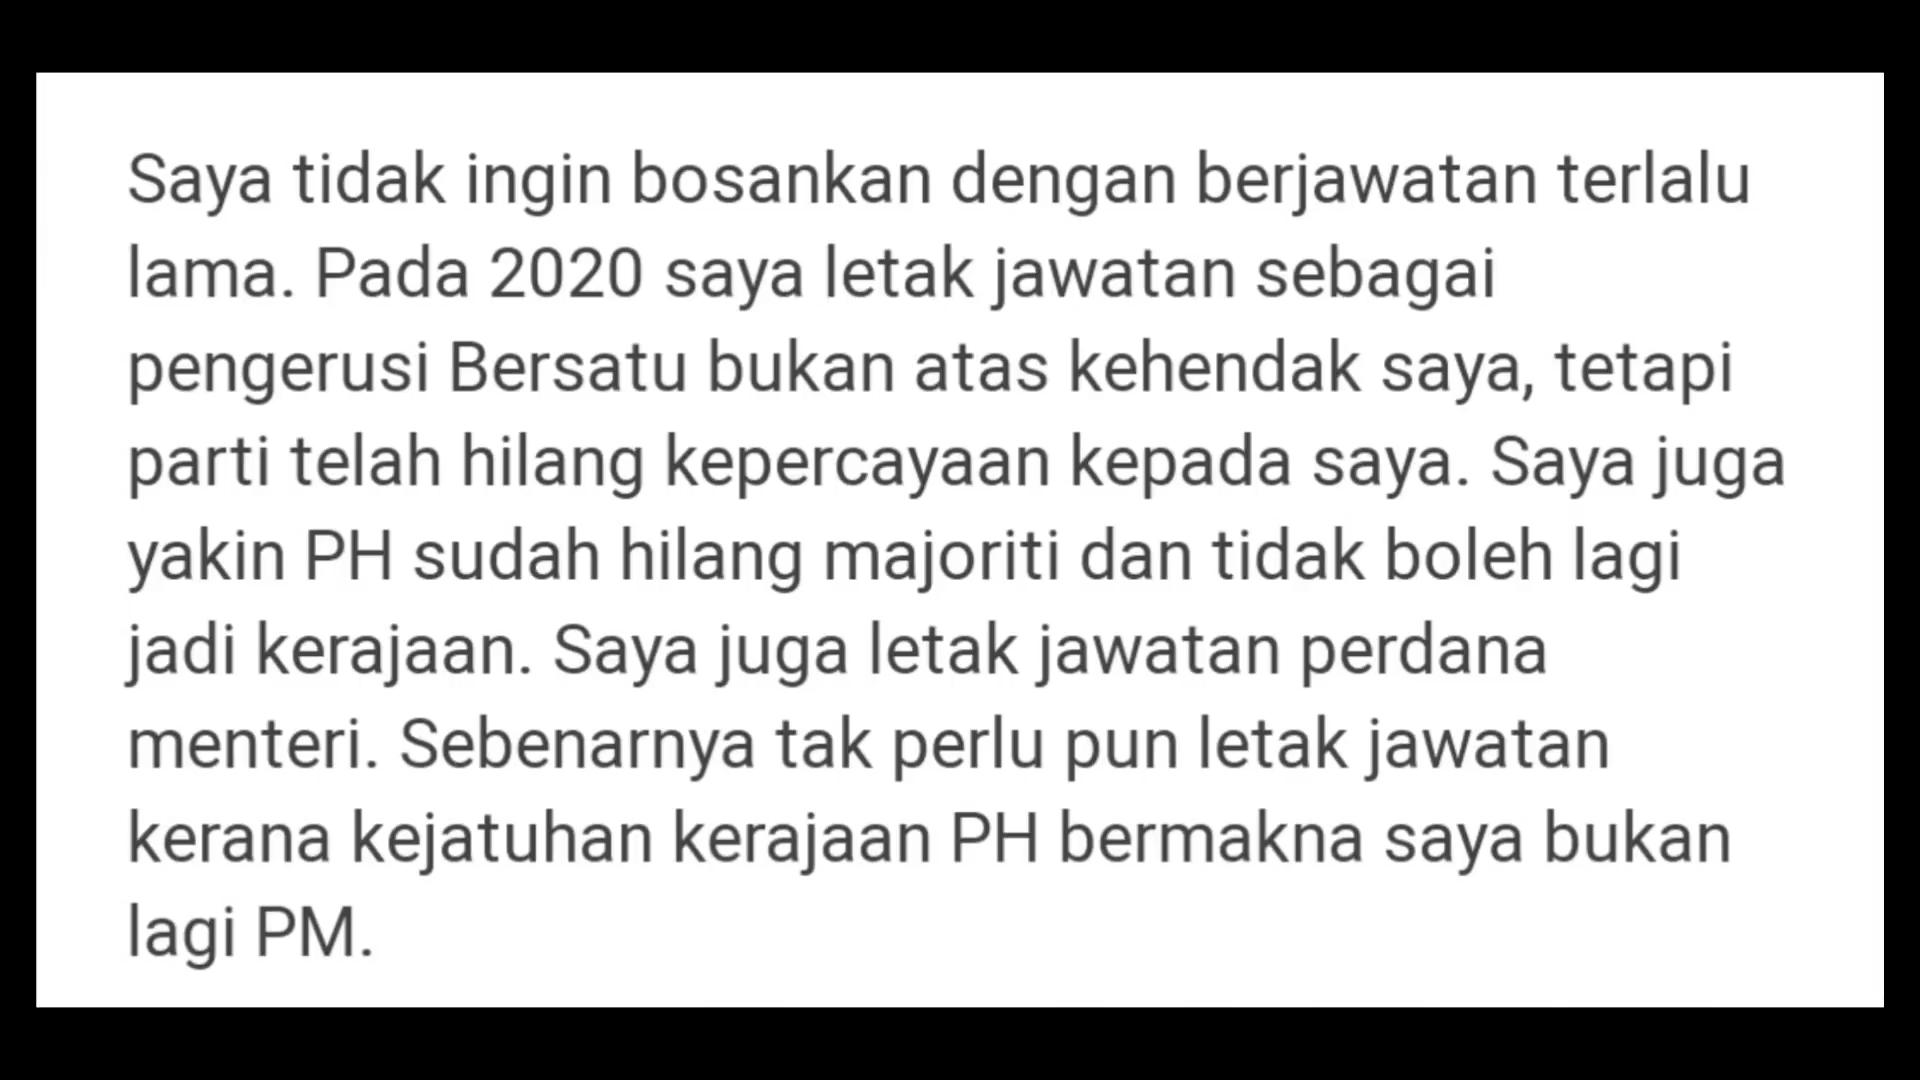 Saya tidak ingin bosankan dengan berjawatan terlalu
lama. Pada 2020 saya letak jawatan sebagai
pengerusi Bersatu bukan atas kehendak saya, tetapi
parti telah hilang kepercayaan kepada saya. Saya juga
yakin PH sudah hilang majoriti dan tidak boleh lagi
jadi kerajaan. Saya juga letak jawatan perdana
menteri. Sebenarnya tak perlu pun letak jawatan
kerana kejatuhan kerajaan PH bermakna saya bukan
lagi PM.